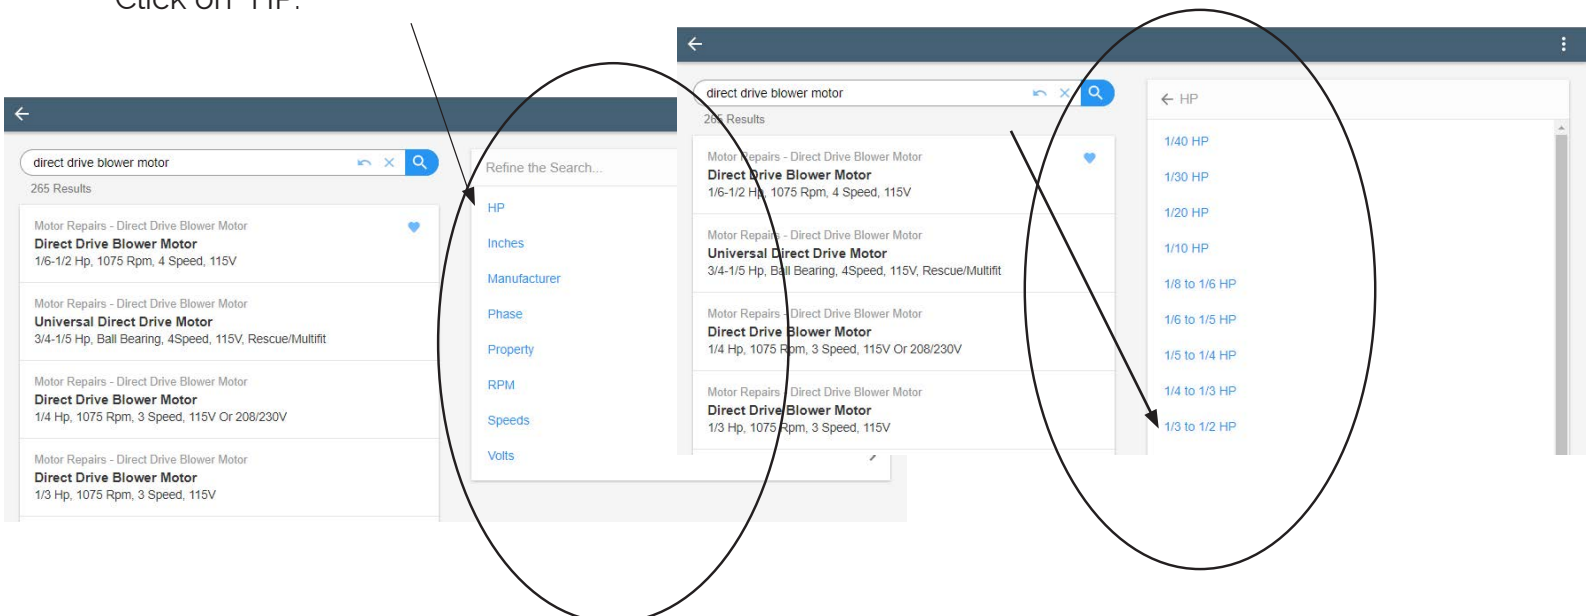 Click on "HP."
direct drive blower motor
265 Results
Motor Repairs - Direct Drive Blower Motor
Direct Drive Blower Motor
1/6-1/2 Hp, 1075 Rpm, 4 Speed, 115V
Motor Repairs - Direct Drive Blower Motor
Universal Direct Drive Motor
3/4-1/5 Hp, Ball Bearing, 4Speed, 115V, Rescue/Multifit
Motor Repairs - Direct Drive Blower Motor
Direct Drive Blower Motor
1/4 Hp, 1075 Rpm, 3 Speed, 115V Or 208/230V
Motor Repairs - Direct Drive Blower Motor
Direct Drive Blower Motor
1/3 Hp, 1075 Rpm, 3 Speed, 115V
Refine the Search...
HP
Inches
Manufacturer
Phase
Property
RPM
Speeds
Volts
direct drive blower motor
265 Results
Motor Repairs - Direct Drive Blower Motor
Direct Drive Blower Motor
1/6-1/2 Hp, 1075 Rpm, 4 Speed, 115V
Motor Repairs - Direct Drive Blower Motor
Universal Direct Drive Motor
3/4-1/5 Hp, Ball Bearing, 4Speed, 115V, Rescue/Multifit
Motor Repairs - Direct Drive Blower Motor
Direct Drive Blower Motor
1/4 Hp, 1075 Rpm, 3 Speed, 115V Or 208/230V
Motor Repairs - Direct Drive Blower Motor
Direct Drive Blower Motor
1/3 Hp, 1075 Rpm, 3 Speed, 115V
HP
1/40 HP
1/30 HP
1/20 HP
1/10 HP
1/8 to 1/6 HP
1/6 to 1/5 HP
1/5 to 1/4 HP
1/4 to 1/3 HP
1/3 to 1/2 HP